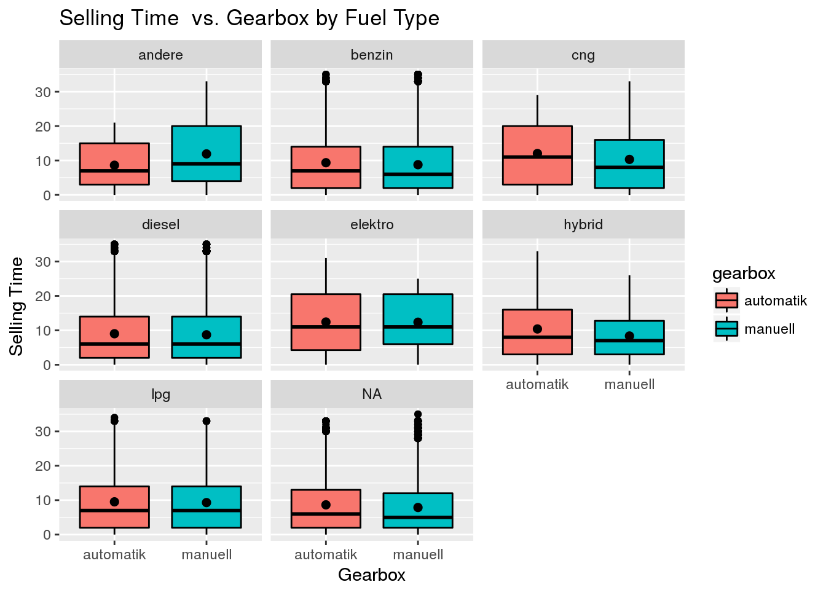 Selling Time  vs. Gearbox by Fuel Type
andere
benzin
cng
30
20
10
0
diesel
elektro
hybrid
30
20
10
0
automatik
manuell
lpg
NA
30
20
10
0
automatik
manuell
automatik
manuell
Selling Time
Gearbox
gearbox
automatik
manuell